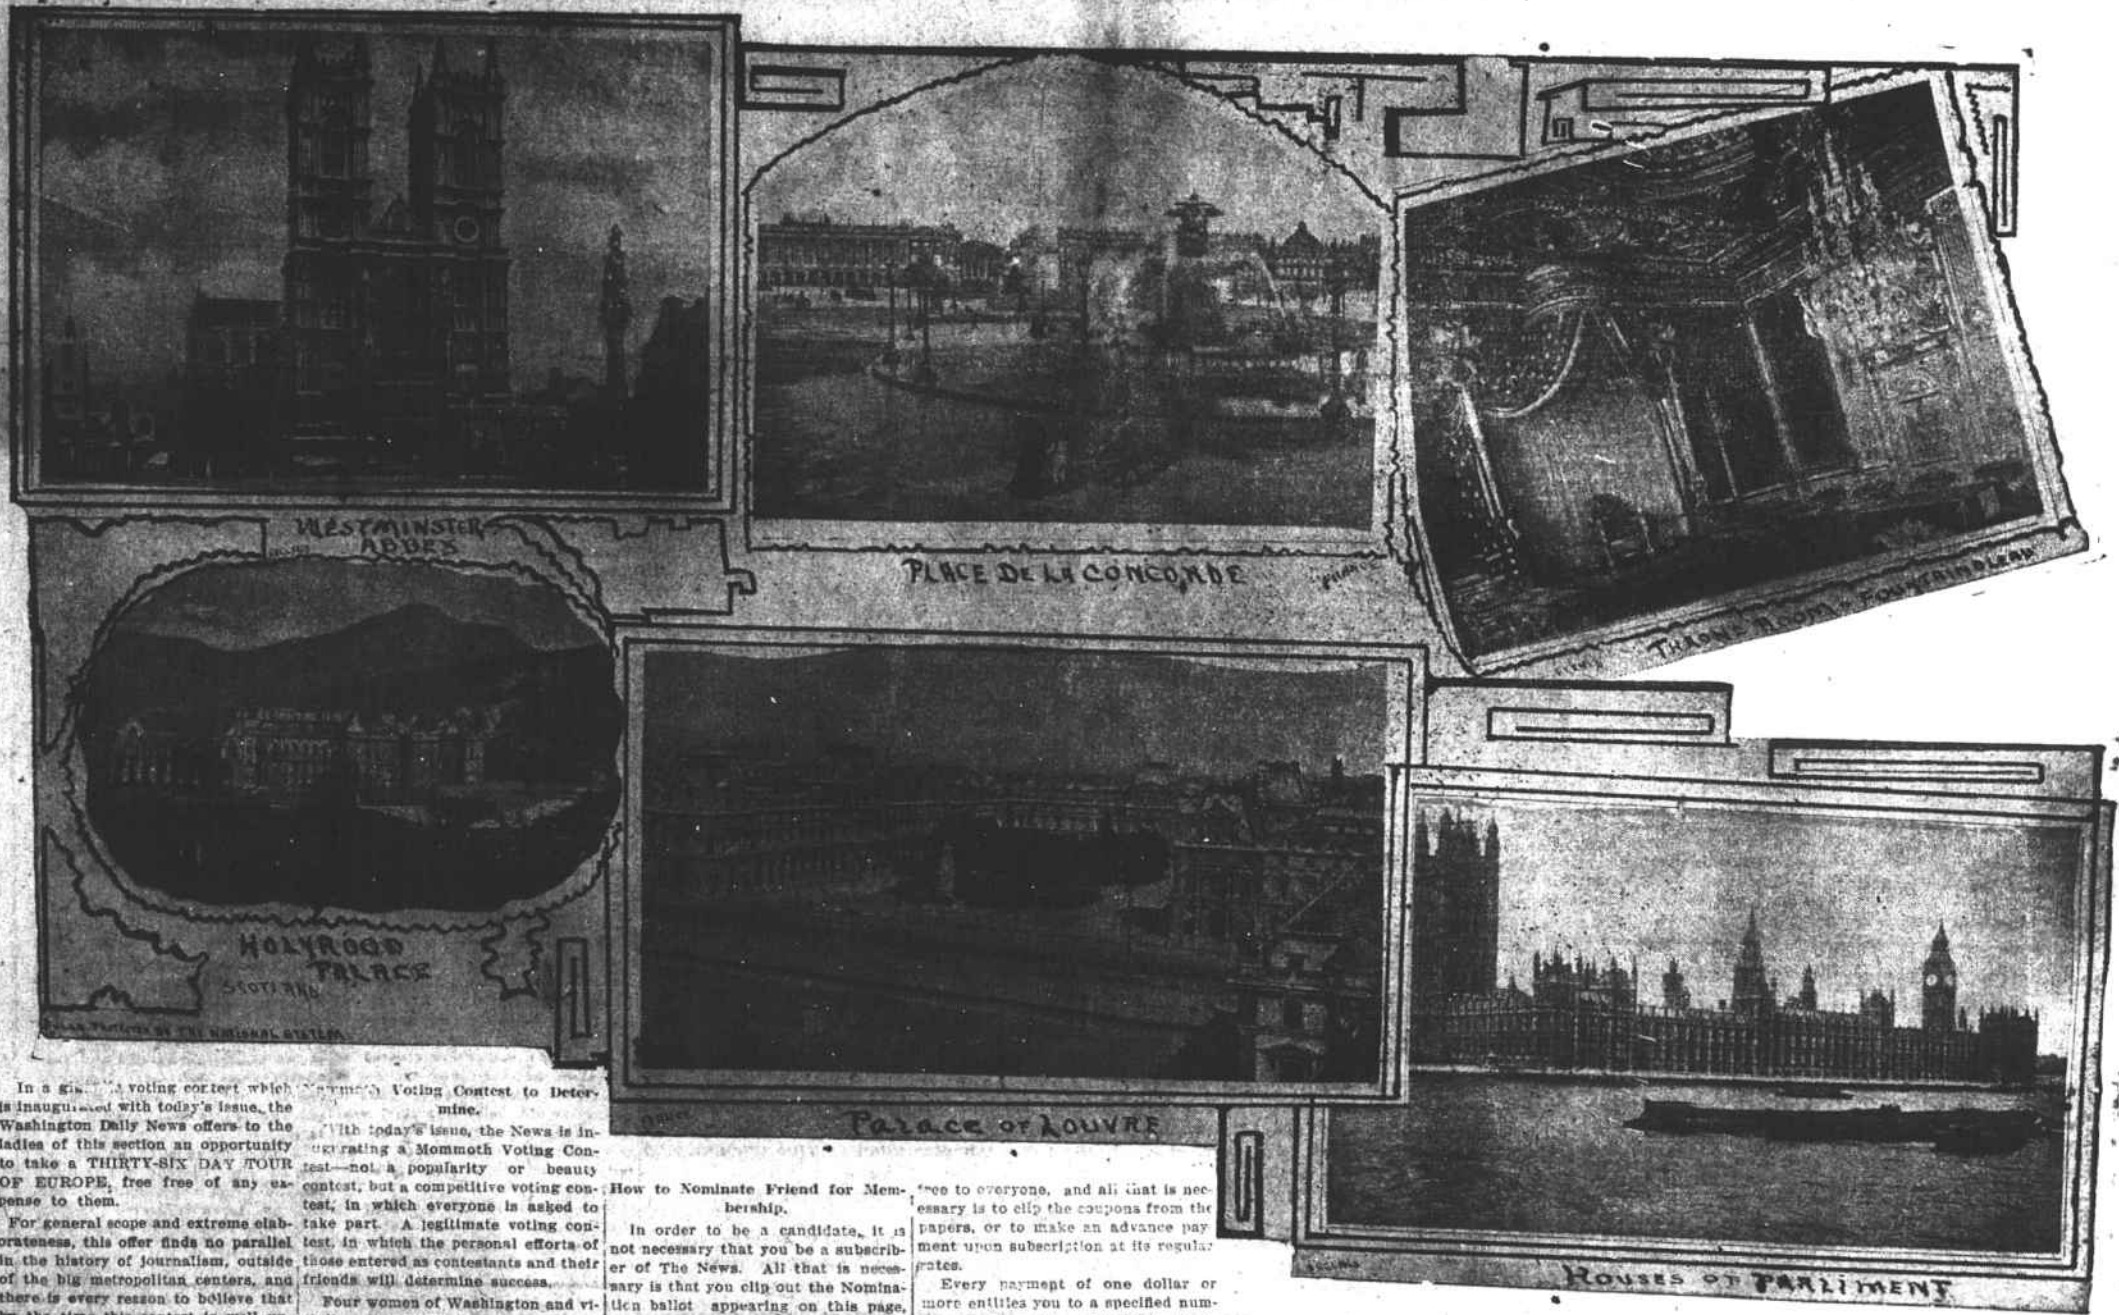 WESTMINSTER
ABBEY
PLACE DE LA CONCORDE
FRANCE
THRONE ROOM - FOUNTAINBLEAU
HOLYROOD
PALACE
SCOTLAND
BY THE NATIONAL SYSTEM
PALACE OF LOUVRE
HOUSES OF PARLIMENT
In a voting contest which
is inaugurated with today's issue, the
Washington Daily News offers to the
ladies of this section an opportunity
to take a THIRTY-SIX DAY TOUR
OF EUROPE, free free of any ex-
pense to them.
For general scope and extreme elab-
orateness, this offer finds no parallel
in the history of journalism, outside
of the big metropolitan centers, and
there is every reason to believe that
Voting Contest to Deter-
mine.
With today's issue, the News is in-
ugurating a Mommoth Voting Con-
test—not a popularity or beauty
contest, but a competitive voting con-
test, in which everyone is asked to
take part. A legitimate voting con-
test, in which the personal efforts of
those entered as contestants and their
friends will determine success.
Four women of Washington and vi-
How to Nominate Friend for Mem-
bership.
In order to be a candidate, it is
not necessary that you be a subscrib-
er of The News. All that is neces-
sary is that you clip out the Nomina-
tion ballot appearing on this page,
free to everyone, and all that is nec-
essary is to clip the coupons from the
papers, or to make an advance pay
ment upon subscription at its regular
rates.
Every payment of one dollar or
more entitles you to a specified num-